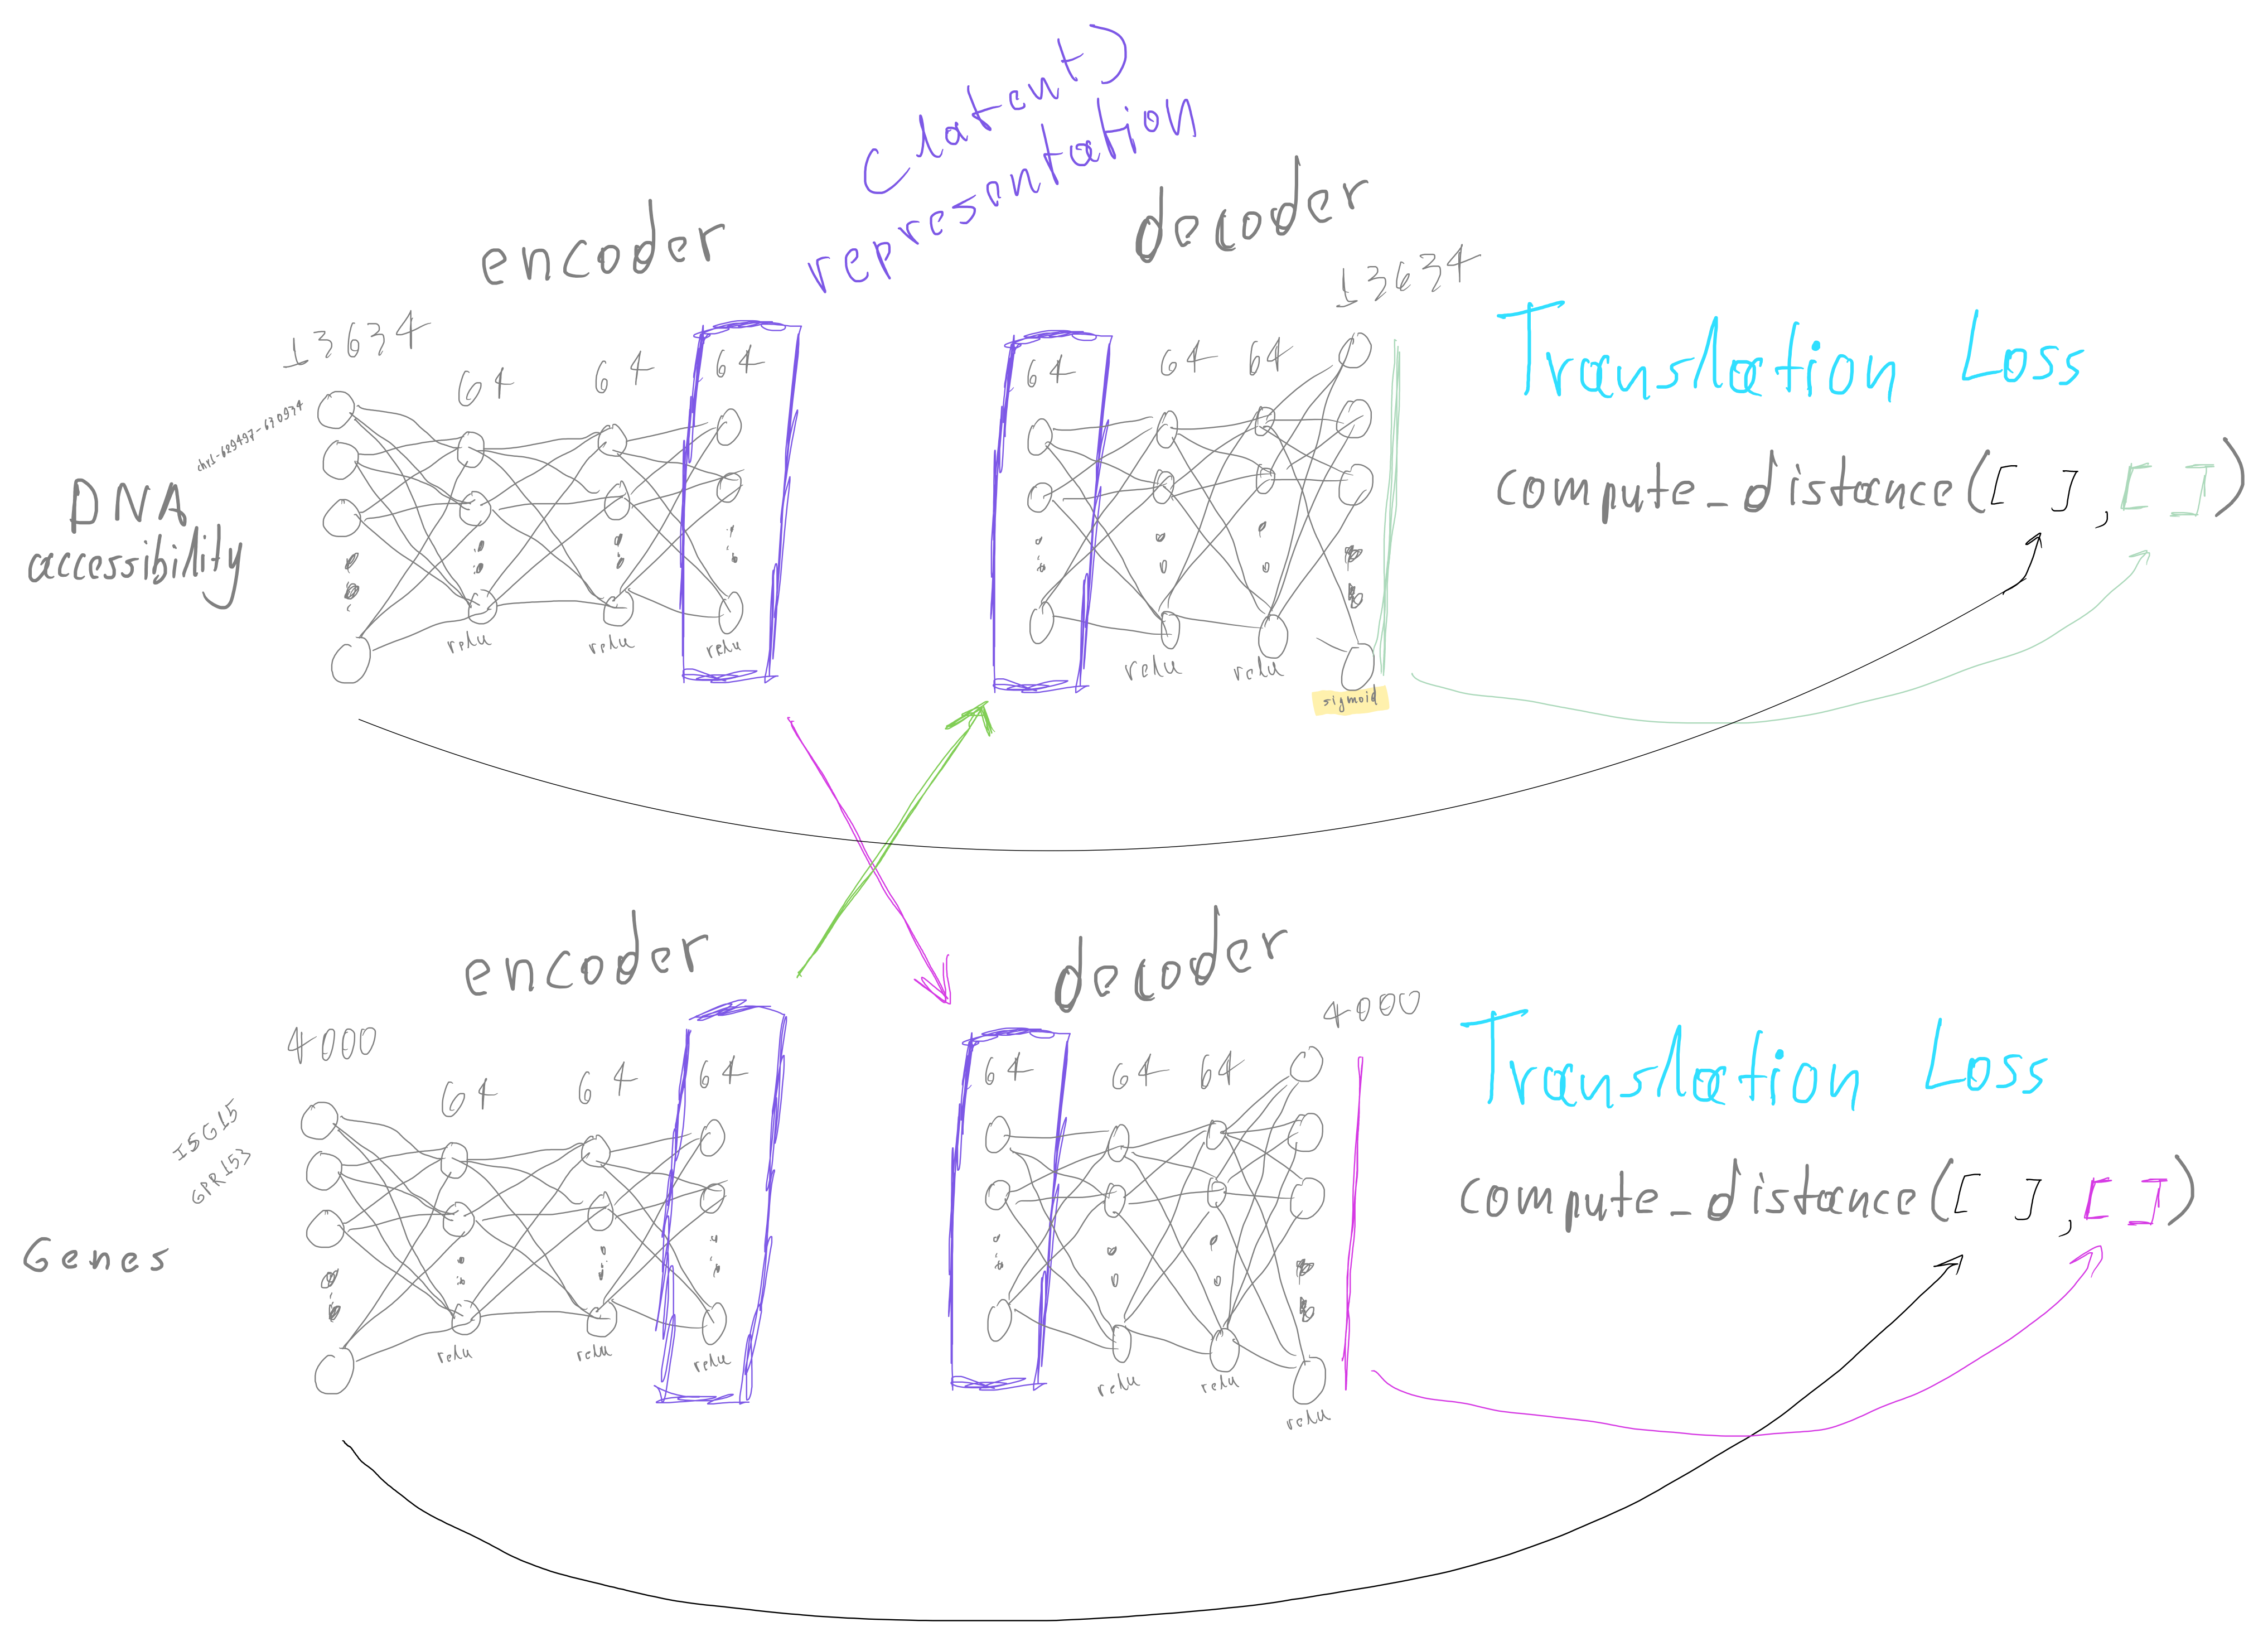 (latent)
represontation
encoder
decoder
13634
64
64
64
64
64
64
13634
Translation Loss
chr1-629497-630934
DNA
accessibility
compute_distance([ ],[ ])
relu
relu
relu
relu
relu
sigmoid
encoder
decoder
4000
64
64
64
64
64
64
4000
Translation Loss
ISG15
GPR153
Genes
compute_distance([ ],[ ])
relu
relu
relu
relu
relu
relu